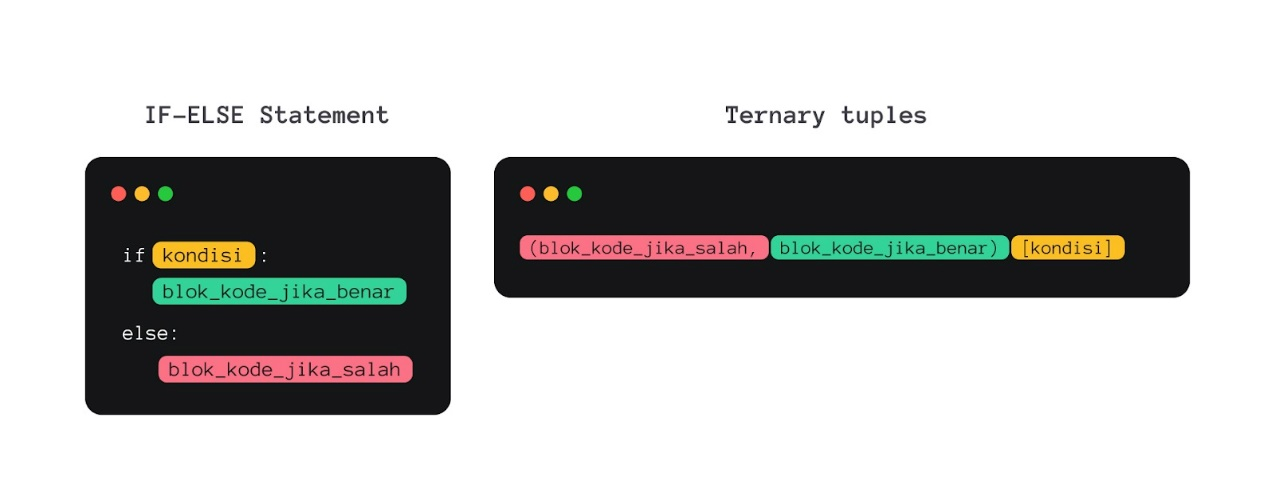 IF-ELSE Statement
if kondisi :
blok_kode_jika_benar
else:
blok_kode_jika_salah
Ternary tuples
(blok_kode_jika_salah, blok_kode_jika_benar) [kondisi]